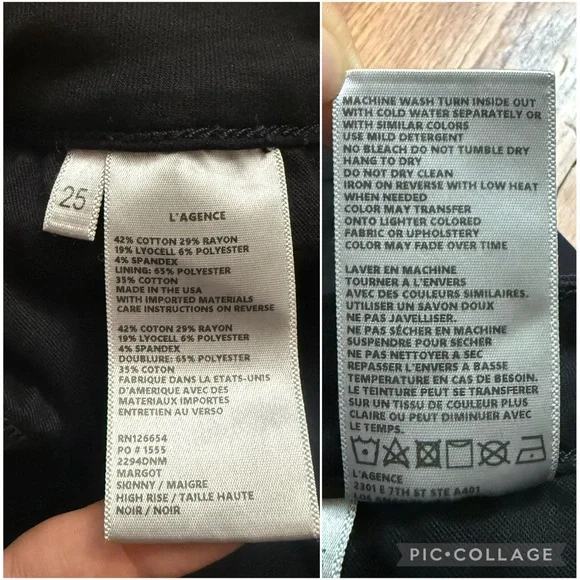 25
L'AGENCE
42% COTTON 29% RAYON
19% LYOCELL 6% POLYESTER
4% SPANDEX
LINING: 65% POLYESTER
35% COTTON
MADE IN THE USA
WITH IMPORTED MATERIALS
CARE INSTRUCTIONS ON REVERSE
42% COTON 29% RAYON
19% LYOCELL 6% POLYESTER
4% SPANDEX
DOUBLURE: 65% POLYESTER
35% COTON
FABRIQUE DANS LA ETATS-UNIS
D'AMERIQUE AVEC DES
MATERIAUX IMPORTES
ENTRETIEN AU VERSO
RN126654
PO # 1555
2294DNM
MARGOT
SKINNY / MAIGRE
HIGH RISE / TAILLE HAUTE
NOIR / NOIR
MACHINE WASH TURN INSIDE OUT
WITH COLD WATER SEPARATELY OR
WITH SIMILAR COLORS
USE MILD DETERGENT
NO BLEACH DO NOT TUMBLE DRY
HANG TO DRY
DO NOT DRY CLEAN
IRON ON REVERSE WITH LOW HEAT
WHEN NEEDED
COLOR MAY TRANSFER
ONTO LIGHTER COLORED
FABRIC OR UPHOLSTERY
COLOR MAY FADE OVER TIME
LAVER EN MACHINE
TOURNER A L'ENVERS
AVEC DES COULEURS SIMILAIRES.
UTILISER UN SAVON DOUX
NE PAS JAVELLISER.
NE PAS SÉCHER EN MACHINE
SUSPENDRE POUR SÉCHER
NE PAS NETTOYER A SEC
REPASSER L'ENVERS A BASSE
TEMPERATURE EN CAS DE BESOIN.
LE TEINTURE PEUT SE TRANSFERER
SUR UN TISSU DE COULEUR PLUS
CLAIRE OU PEUT DIMINUER AVEC
LE TEMPS.
L'AGENCE
2301 E 7TH ST STE A401
PIC•COLLAGE